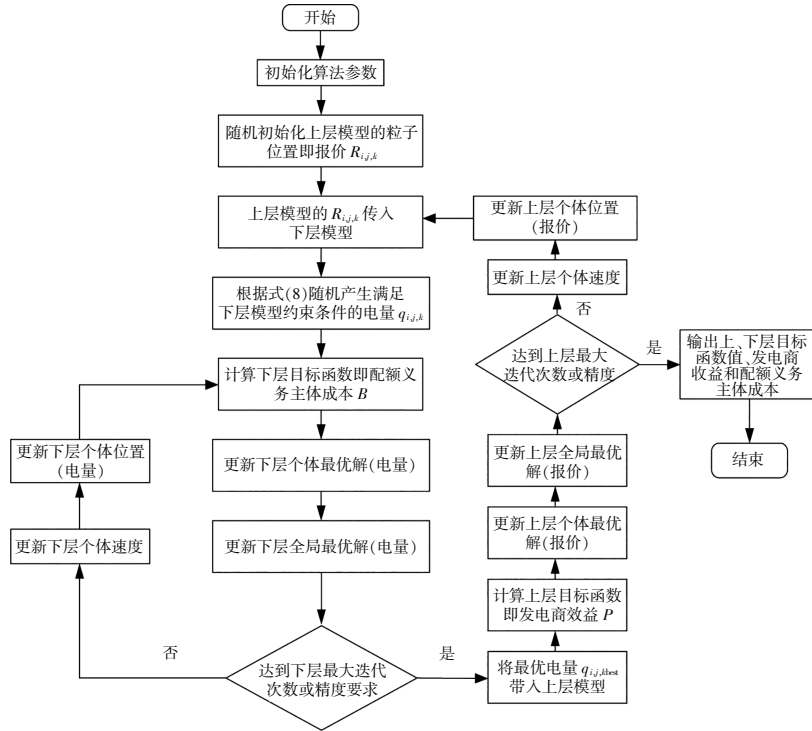 开始
初始化算法参数
随机初始化上层模型的粒子
位置即报价 R_{i,j,k}
上层模型的 R_{i,j,k} 传入
下层模型
根据式(8)随机产生满足
下层模型约束条件的电量 q_{i,j,k}
计算下层目标函数即配额义
务主体成本 B
更新下层个体最优解(电量)
更新下层全局最优解(电量)
达到下层最大迭代
次数或精度要求
否
更新下层个体速度
更新下层个体位置
(电量)
是
将最优电量 q_{i,j,kbest}
带入上层模型
计算上层目标函数
即发电商效益 P
更新上层个体最优
解(报价)
更新上层全局最优
解(报价)
达到上层最大
迭代次数或精度
否
更新上层个体速度
更新上层个体位置
(报价)
是
输出上、下层目标
函数值、发电商
收益和配额义务
主体成本
结束